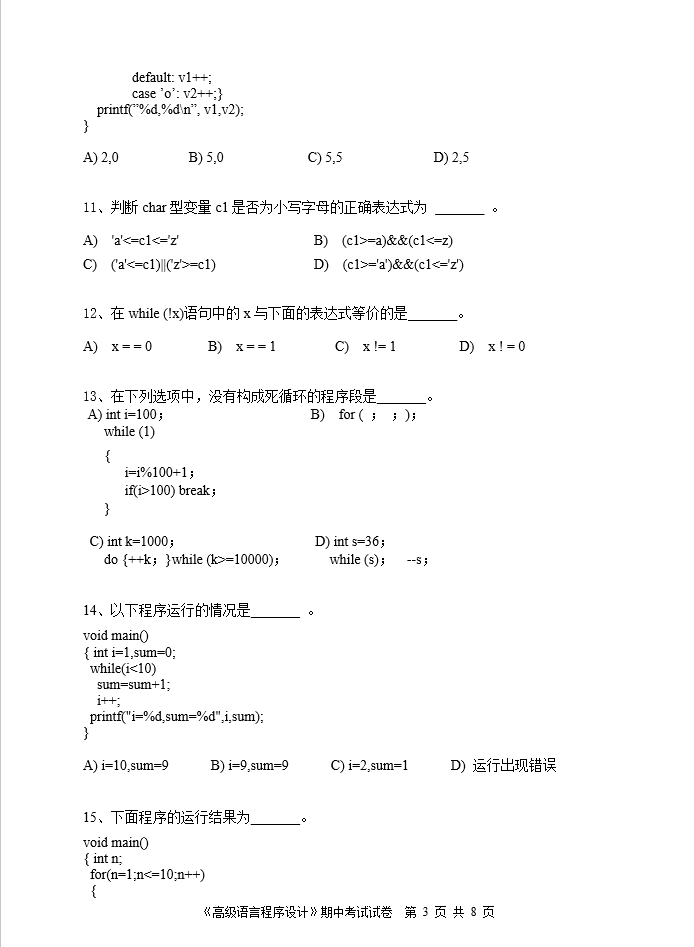 default: v1++;
case ’o’: v2++;}
printf(”%d,%d\n”, v1,v2);
}
A) 2,0 B) 5,0 C) 5,5 D) 2,5
11、判断 char 型变量 c1 是否为小写字母的正确表达式为 _______ 。
A) 'a'<=c1<='z' B) (c1>=a)&&(c1<=z)
C) ('a'<=c1)||('z'>=c1) D) (c1>='a')&&(c1<='z')
12、在 while (!x)语句中的 x 与下面的表达式等价的是_______。
A) x = = 0 B) x = = 1 C) x != 1 D) x ! = 0
13、在下列选项中，没有构成死循环的程序段是_______。
A) int i=100； B) for ( ； ；)；
while (1)
{
i=i%100+1；
if(i>100) break；
}
C) int k=1000； D) int s=36；
do {++k；}while (k>=10000)； while (s)； --s；
14、以下程序运行的情况是_______ 。
void main()
{ int i=1,sum=0;
while(i<10)
sum=sum+1;
i++;
printf("i=%d,sum=%d",i,sum);
}
A) i=10,sum=9 B) i=9,sum=9 C) i=2,sum=1 D) 运行出现错误
15、下面程序的运行结果为_______。
void main()
{ int n;
for(n=1;n<=10;n++)
{
《高级语言程序设计》期中考试试卷 第 3 页 共 8 页